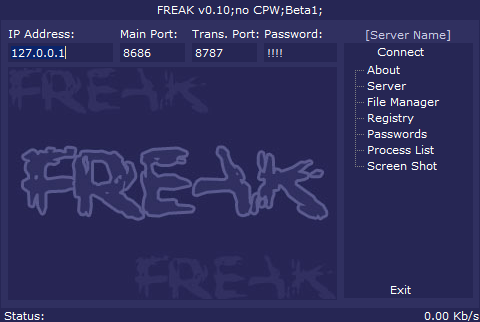 FREAK v0.10;no CPW;Beta1;
IP Address: Main Port: Trans. Port: Password:
127.0.0.1 8686 8787 !!!!
[Server Name]
Connect
About
Server
File Manager
Registry
Passwords
Process List
Screen Shot
FREAK
FREAK
FREAK
Exit
Status: 0.00 Kb/s